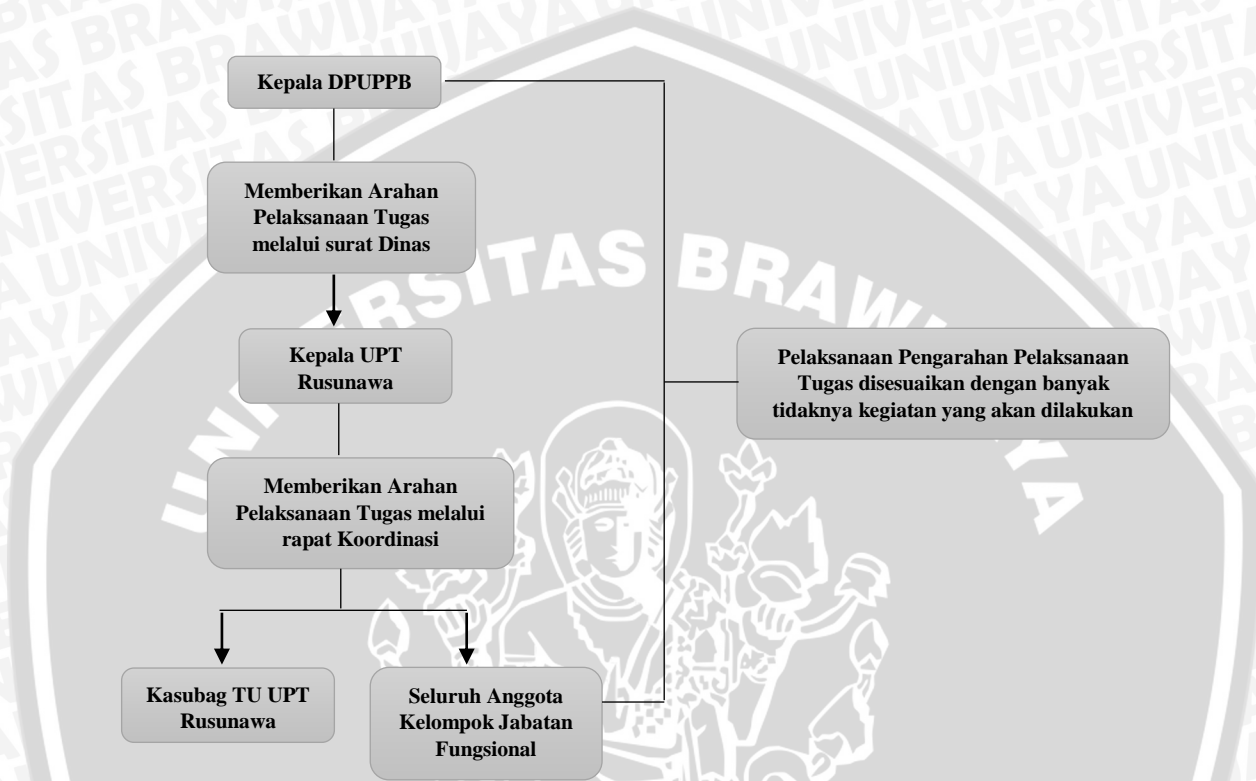 Kepala DPUPPB
Memberikan Arahan
Pelaksanaan Tugas
melalui surat Dinas
Kepala UPT
Rusunawa
Pelaksanaan Pengarahan Pelaksanaan
Tugas disesuaikan dengan banyak
tidaknya kegiatan yang akan dilakukan
Memberikan Arahan
Pelaksanaan Tugas melalui
rapat Koordinasi
Kasubag TU UPT
Rusunawa
Seluruh Anggota
Kelompok Jabatan
Fungsional
UNIVERSITAS BRAWIJAYA